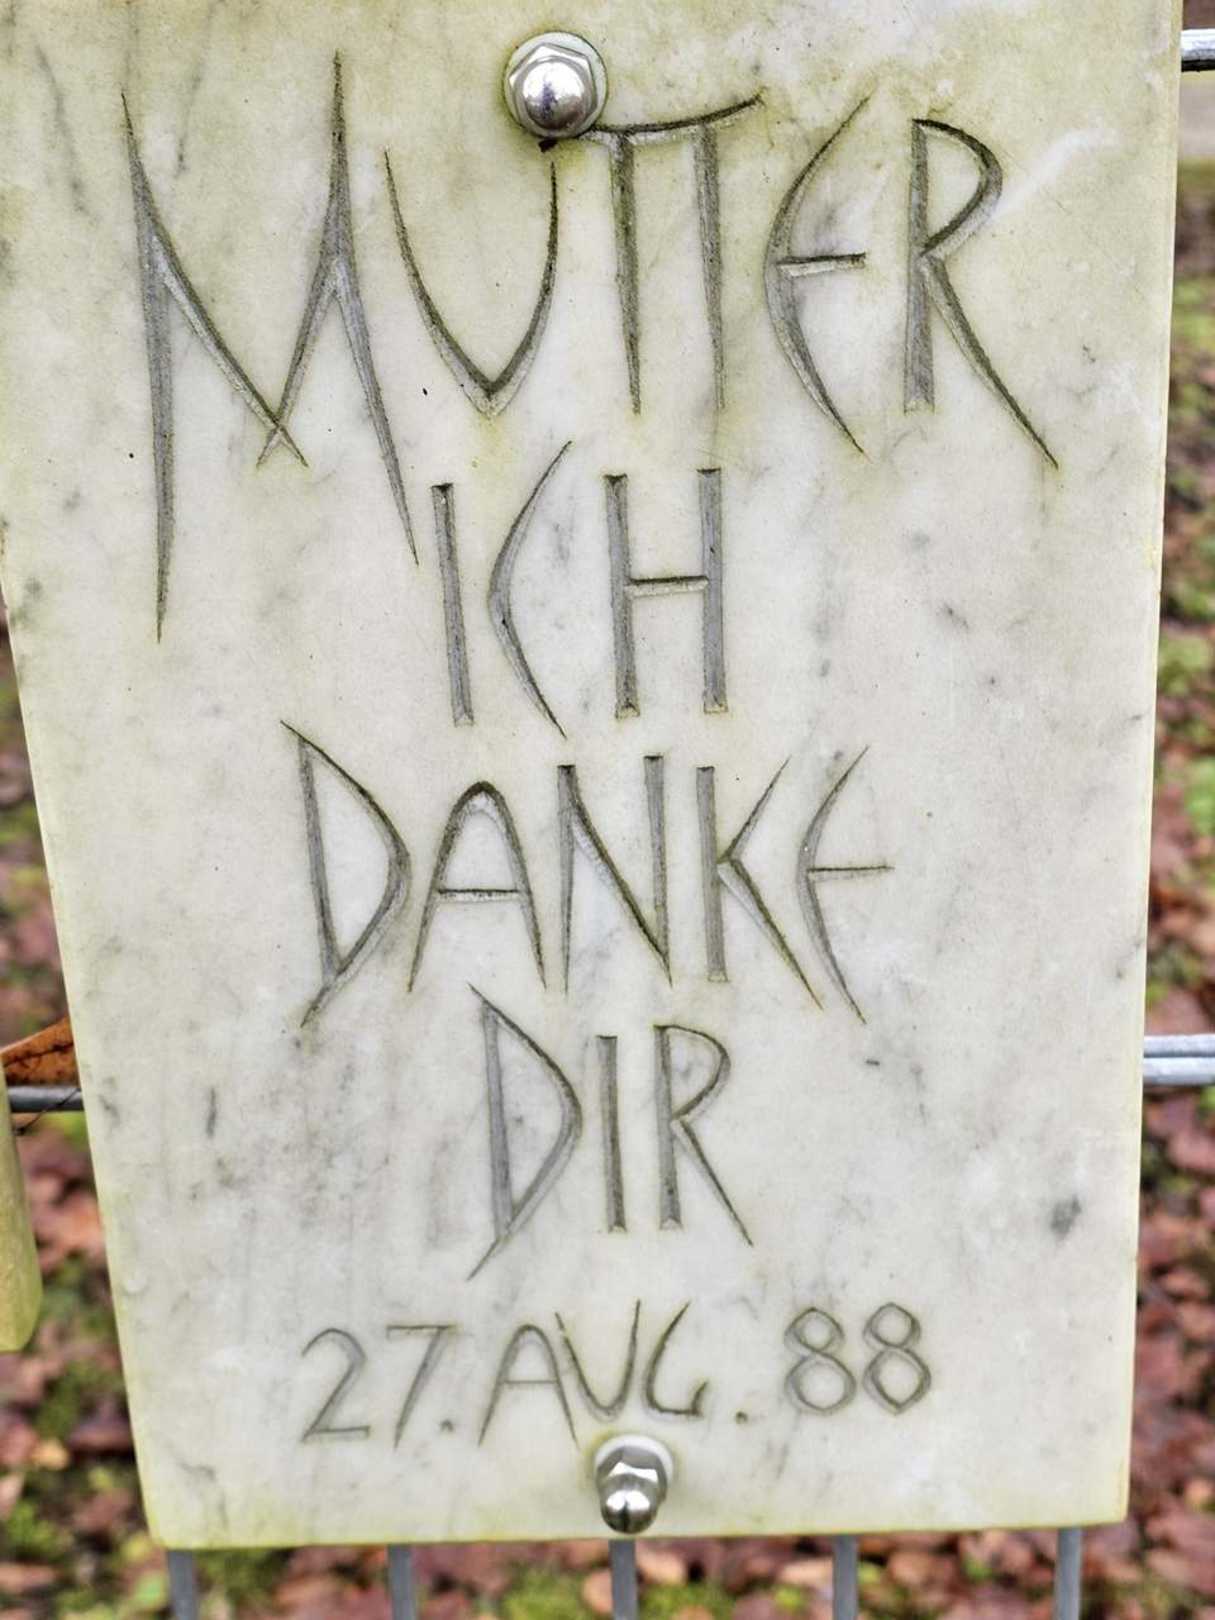 MUTTER
ICH
DANKE
DIR
27. AUG. 88